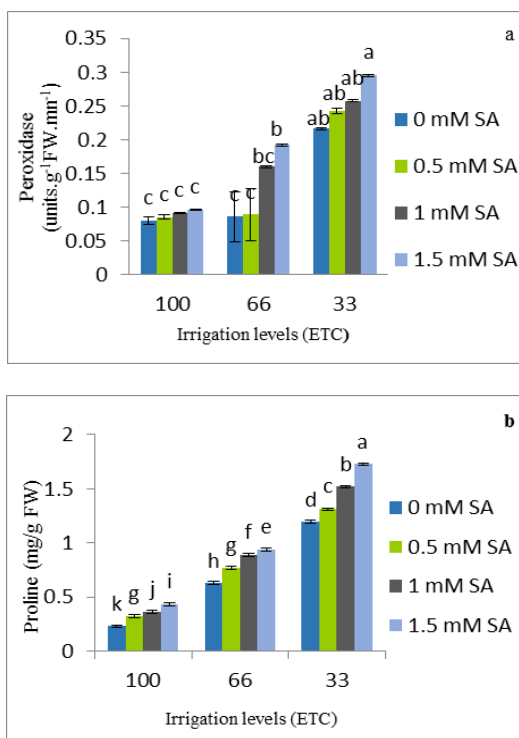 a
0.35
0.3
0.25
0.2
0.15
0.1
0.05
0
Peroxidase
(units.g⁻¹FW.mn⁻¹)
c c c c
c c bc b
ab ab ab a
100 66 33
Irrigation levels (ETC)
0 mM SA
0.5 mM SA
1 mM SA
1.5 mM SA
b
2
1.5
1
0.5
0
Proline (mg/g FW)
k g j i
h g f e
d c b a
100 66 33
Irrigation levels (ETC)
0 mM SA
0.5 mM SA
1 mM SA
1.5 mM SA